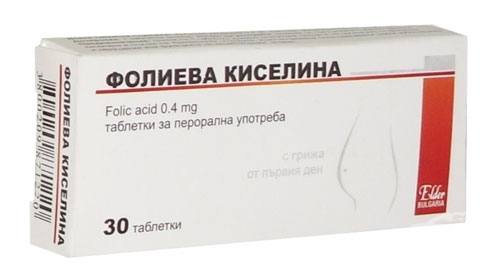 ФОЛИЕВА КИСЕЛИНА
Folic acid 0.4 mg
таблетки за перорална употреба
с грижа
от първия ден
30 таблетки
Elder
BULGARIA
ФОЛИЕВА КИСЕЛИНА